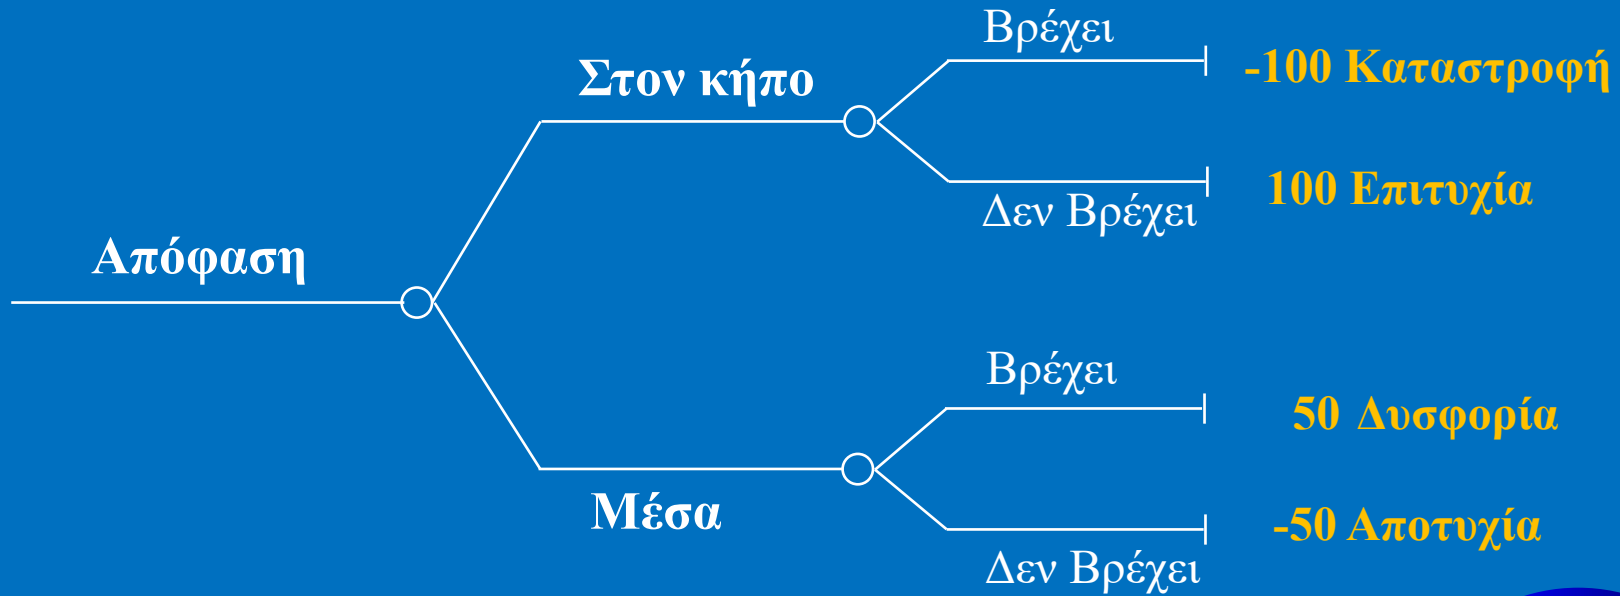 Βρέχει
-100 Καταστροφή
Στον κήπο
100 Επιτυχία
Δεν Βρέχει
Απόφαση
Βρέχει
50 Δυσφορία
Μέσα
-50 Αποτυχία
Δεν Βρέχει